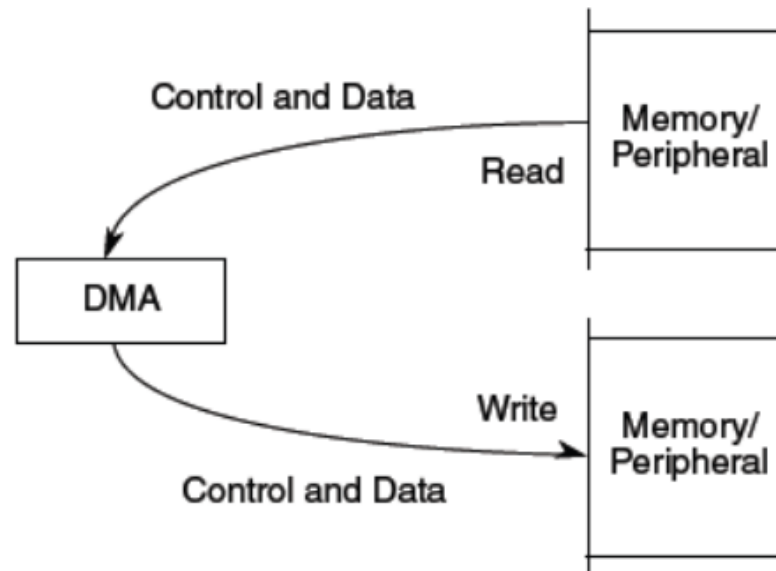 Control and Data
Memory/
Peripheral
Read
DMA
Write
Memory/
Peripheral
Control and Data